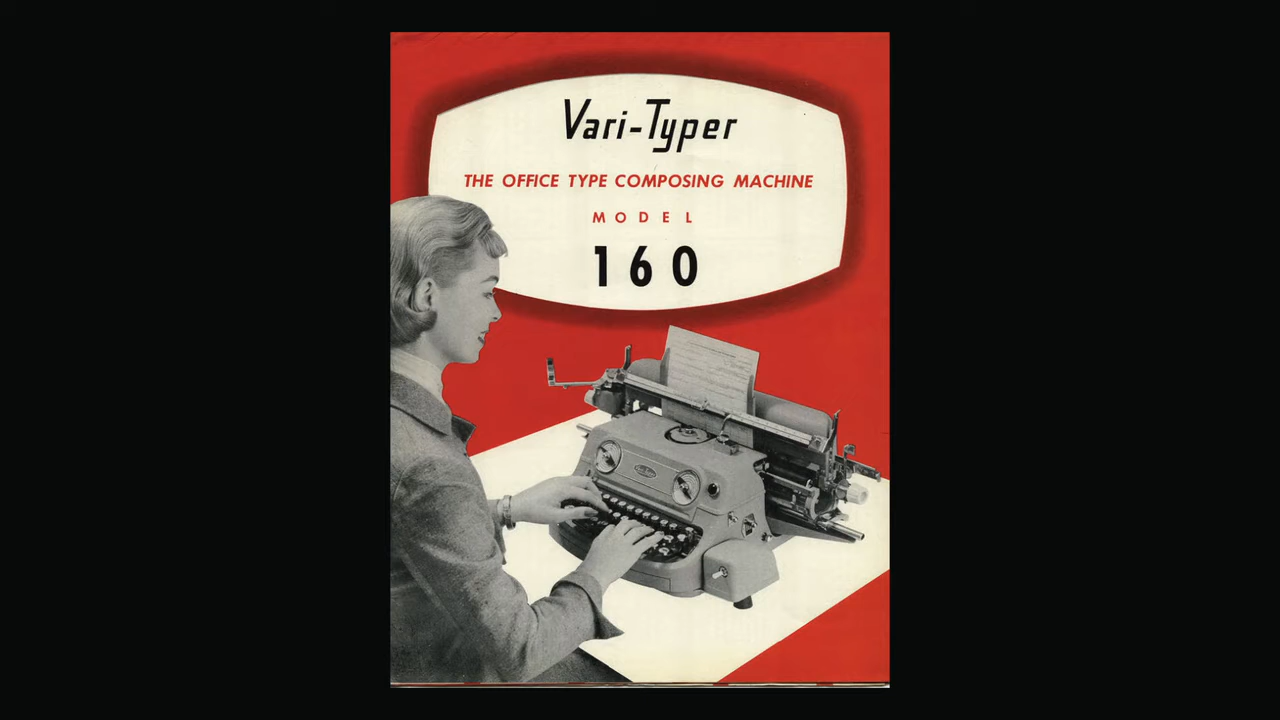 Vari-Typer
THE OFFICE TYPE COMPOSING MACHINE
MODEL
160